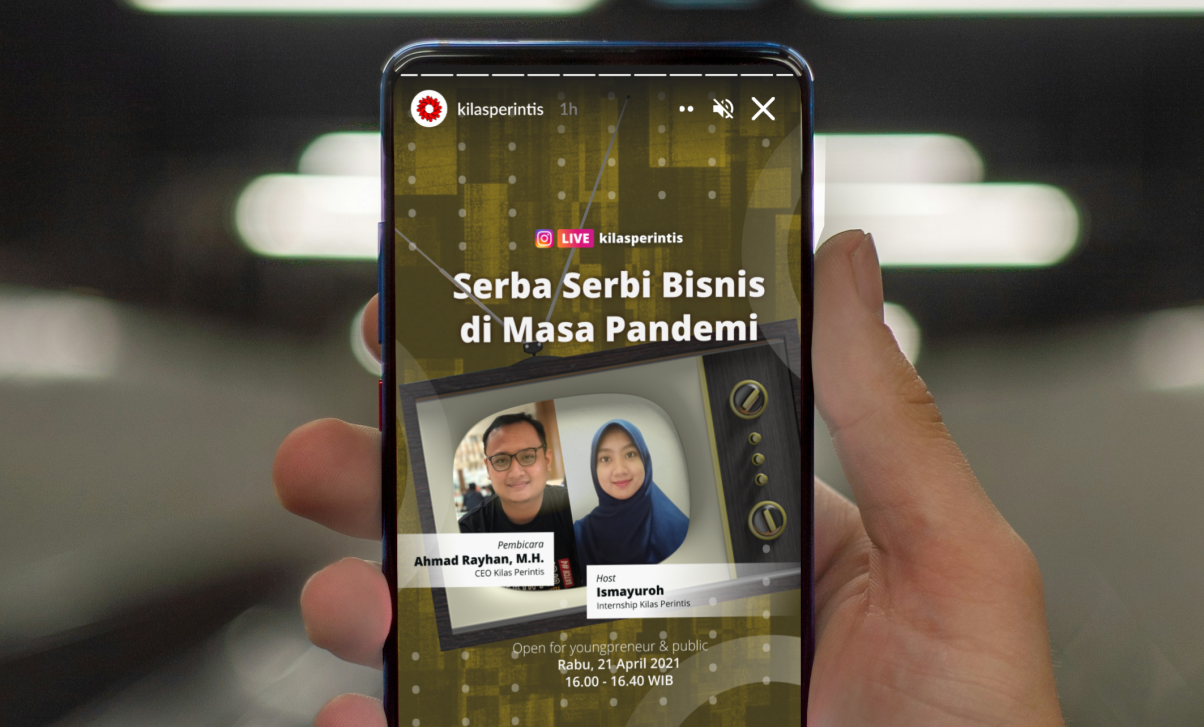 kilasperintis 1h
LIVE kilasperintis
Serba Serbi Bisnis
di Masa Pandemi
Pembicara
Ahmad Rayhan, M.H.
CEO Kilas Perintis
Host
Ismayuroh
Internship Kilas Perintis
Open for youngpreneur & public
Rabu, 21 April 2021
16.00 - 16.40 WIB